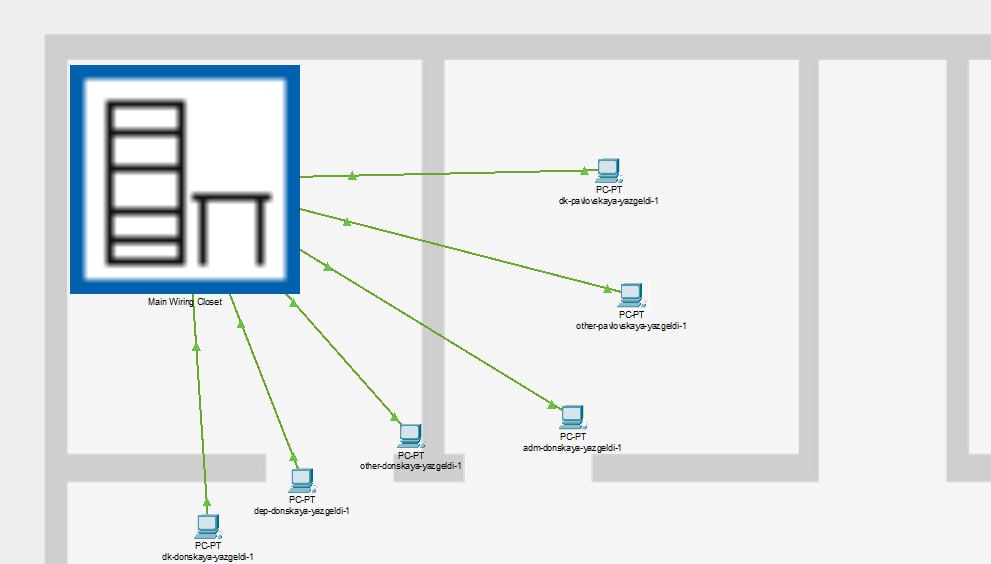 PC-PT
dk-pavlovskaya-yazgeldi-1
Main Wiring Closet
PC-PT
other-pavlovskaya-yazgeldi-1
PC-PT
adm-donskaya-yazgeldi-1
PC-PT
other-donskaya-yazgeldi-1
PC-PT
dep-donskaya-yazgeldi-1
PC-PT
dk-donskaya-yazgeldi-1